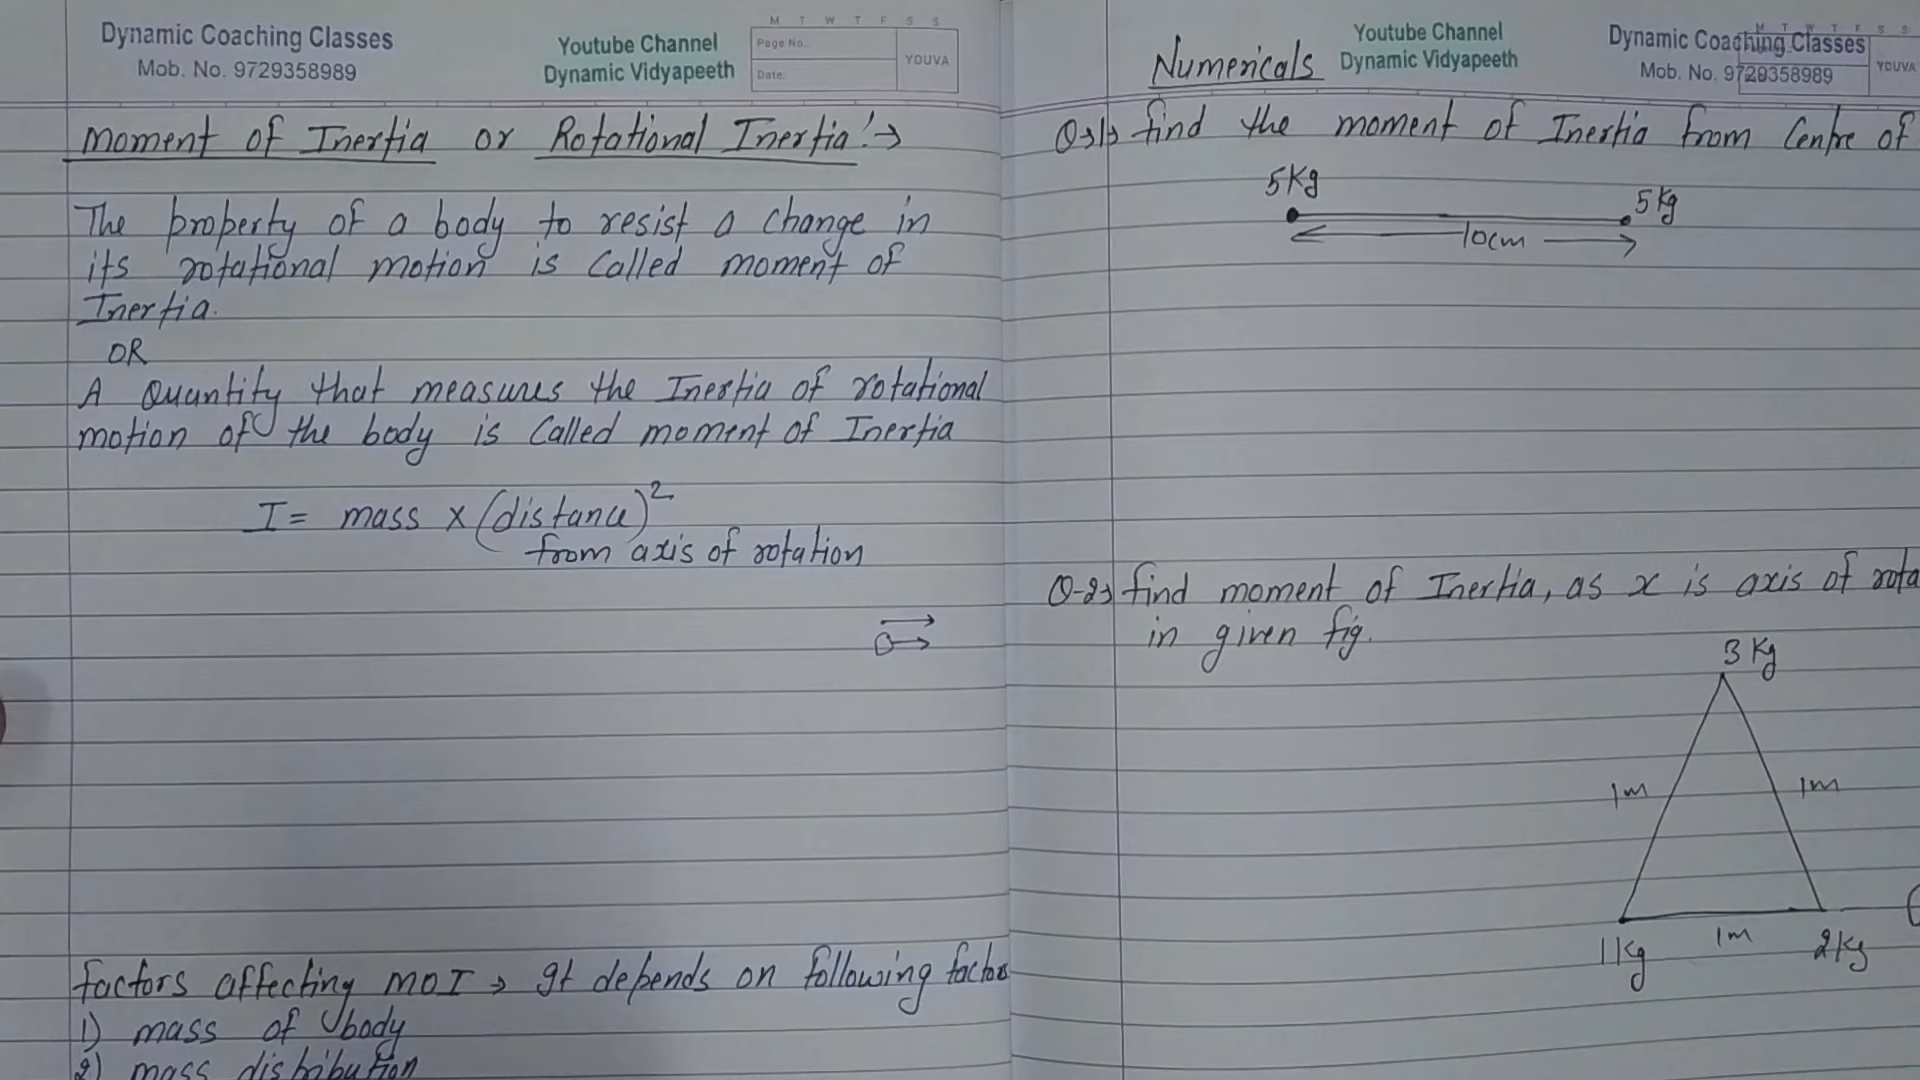 Dynamic Coaching Classes
Mob. No. 9729358989
Youtube Channel
Dynamic Vidyapeeth
M T W T F S S
Page No.
Date:
YOUVA
Moment of Inertia or Rotational Inertia:→
The property of a body to resist a change in
its rotational motion is Called moment of
Inertia.
OR
A Quantity that measures the Inertia of rotational
motion of the body is Called moment of Inertia
I = mass x (distance)²
from axis of rotation
factors affecting MOI → It depends on following factors
1) mass of body
2) mass distribution
Numericals
Youtube Channel
Dynamic Vidyapeeth
Dynamic Coaching Classes
Mob. No. 9729358989
M T W T F S S
YOUVA
Q→1→ find the moment of Inertia from Centre of
5Kg
5kg
10cm
Q-2→ find moment of Inertia, as x is axis of rota
in given fig.
3 Kg
1m
1m
1kg
1m
2kg